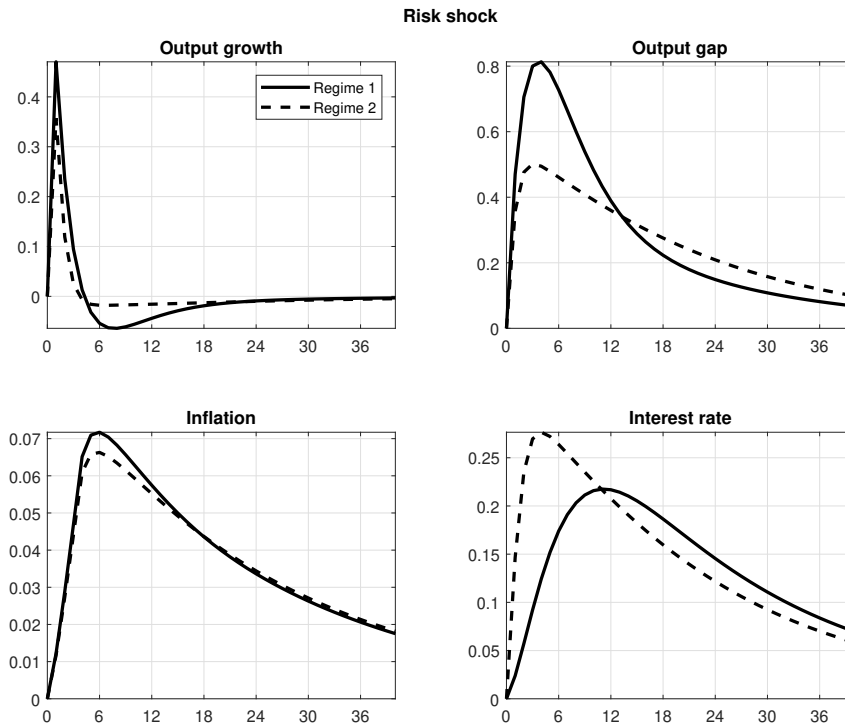 Risk shock
Output growth
Regime 1
Regime 2
0.4
0.3
0.2
0.1
0
0 6 12 18 24 30 36
Output gap
0.8
0.6
0.4
0.2
0
0 6 12 18 24 30 36
Inflation
0.07
0.06
0.05
0.04
0.03
0.02
0.01
0
0 6 12 18 24 30 36
Interest rate
0.25
0.2
0.15
0.1
0.05
0
0 6 12 18 24 30 36